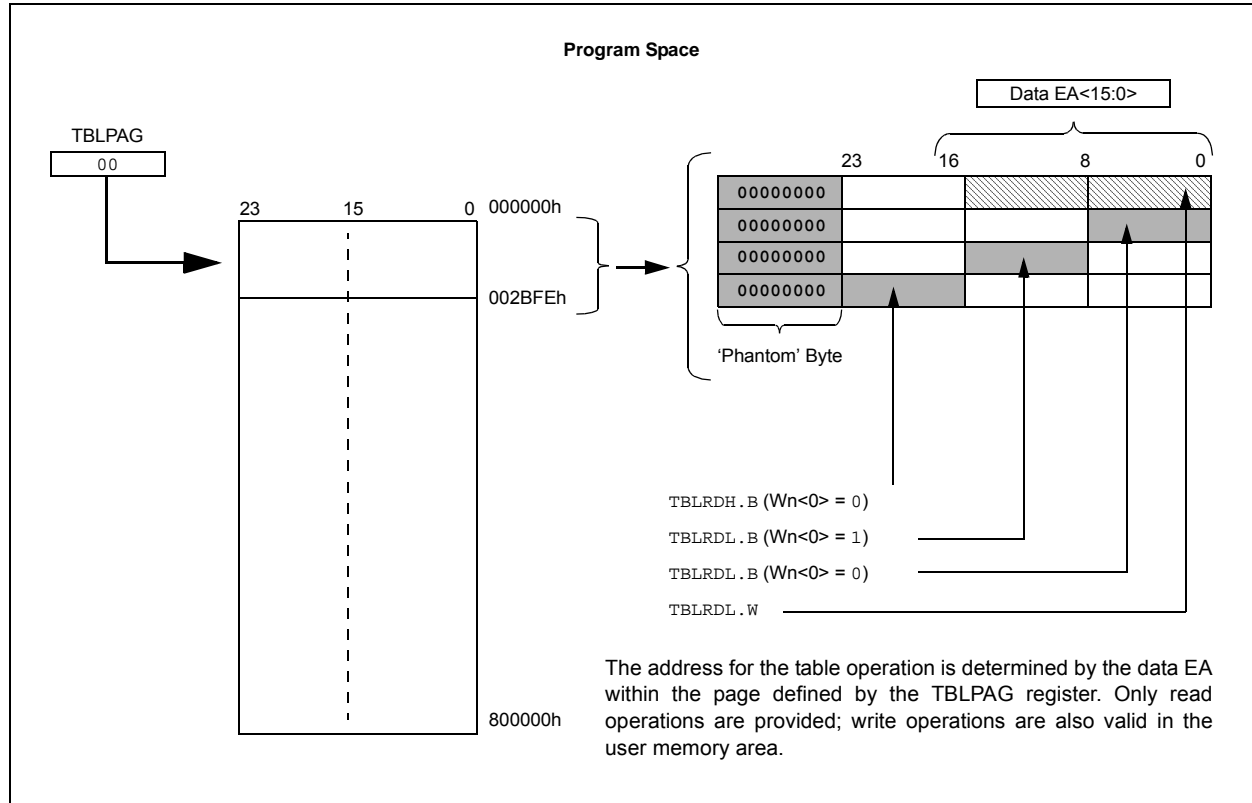 Program Space
Data EA<15:0>
TBLPAG
00
23 16 8 0
23 15 0
000000h
002BFEh
800000h
00000000
00000000
00000000
00000000
‘Phantom’ Byte
TBLRDH.B (Wn<0> = 0)
TBLRDL.B (Wn<0> = 1)
TBLRDL.B (Wn<0> = 0)
TBLRDL.W
The address for the table operation is determined by the data EA
within the page defined by the TBLPAG register. Only read
operations are provided; write operations are also valid in the
user memory area.